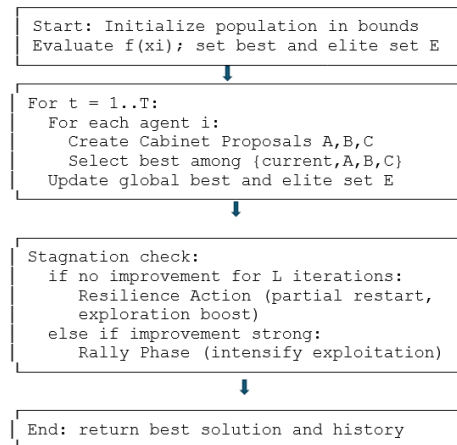 Start: Initialize population in bounds
Evaluate f(xi); set best and elite set E
For t = 1..T:
For each agent i:
Create Cabinet Proposals A,B,C
Select best among {current,A,B,C}
Update global best and elite set E
Stagnation check:
if no improvement for L iterations:
Resilience Action (partial restart,
exploration boost)
else if improvement strong:
Rally Phase (intensify exploitation)
End: return best solution and history